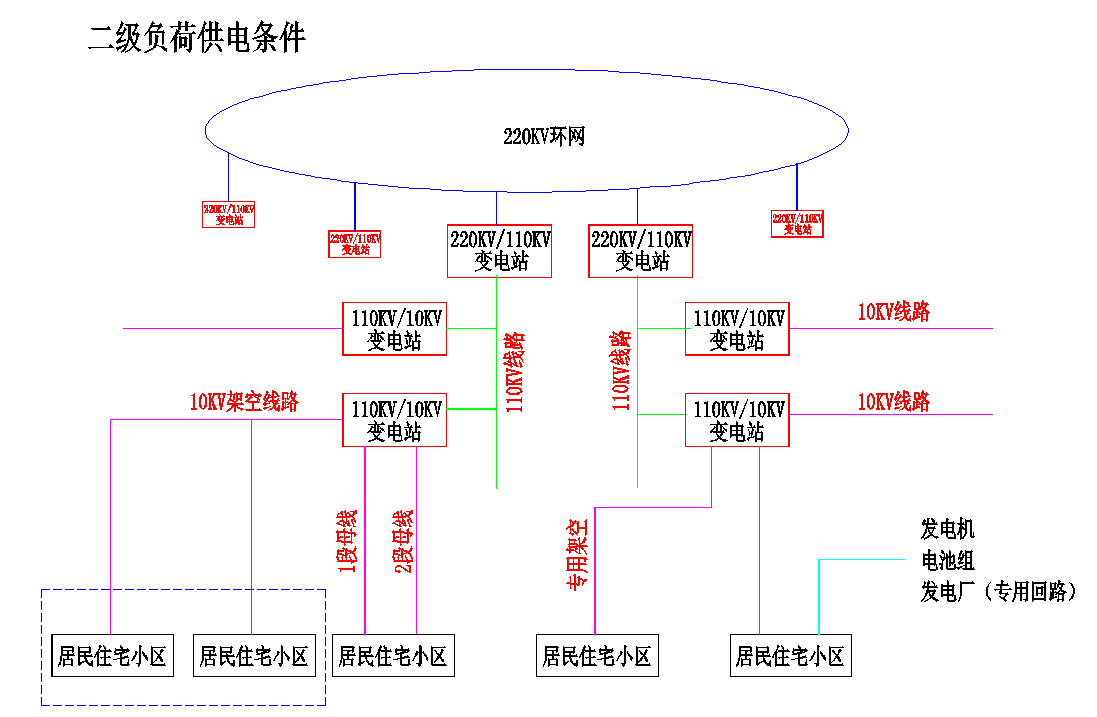 二级负荷供电条件
220KV环网
220KV/110KV
变电站
220KV/110KV
变电站
220KV/110KV
变电站
220KV/110KV
变电站
220KV/110KV
变电站
110KV/10KV
变电站
110KV线路
110KV线路
110KV/10KV
变电站
10KV线路
10KV架空线路
110KV/10KV
变电站
110KV/10KV
变电站
10KV线路
1段母线
2段母线
专用架空
发电机
电池组
发电厂（专用回路）
居民住宅小区
居民住宅小区
居民住宅小区
居民住宅小区
居民住宅小区